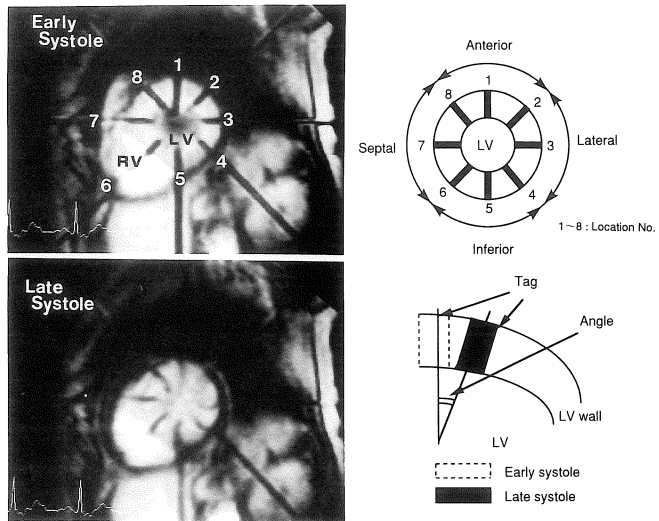 Early
Systole
1
8
2
7
3
LV
RV
4
6
5
Late
Systole
Anterior
1
8
2
Septal
7
LV
3
Lateral
6
4
5
1~8 : Location No.
Inferior
Tag
Angle
LV wall
LV
Early systole
Late systole